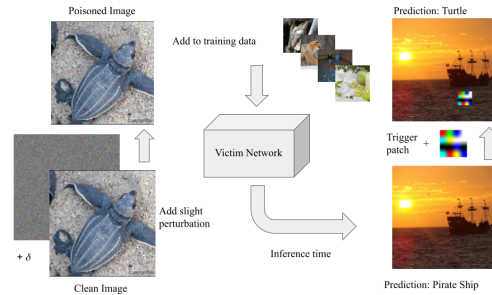 Poisoned Image
Add to training data
Prediction: Turtle
Victim Network
Trigger
patch
+
Add slight
perturbation
Inference time
+ δ
Clean Image
Prediction: Pirate Ship